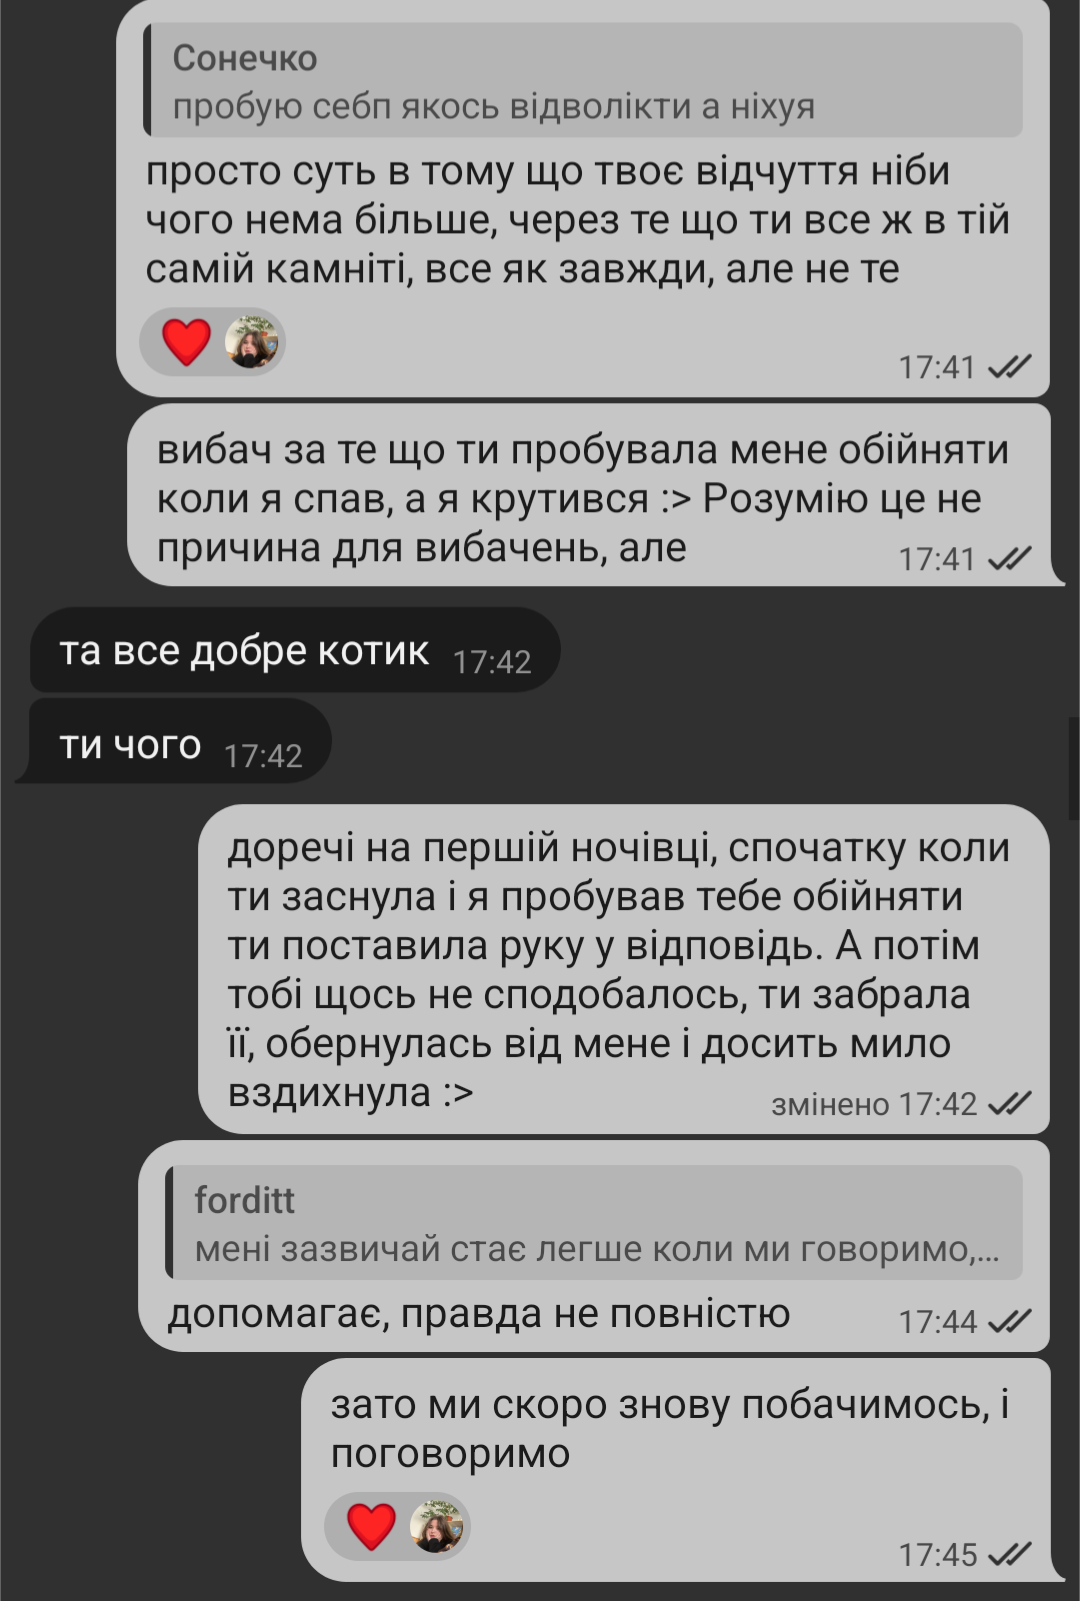 Сонечко
пробую себп якось відволікти а ніхуя
просто суть в тому що твоє відчуття ніби
чого нема більше, через те що ти все ж в тій
самій камніті, все як завжди, але не те
17:41
вибач за те що ти пробувала мене обійняти
коли я спав, а я крутився :> Розумію це не
причина для вибачень, але 17:41
та все добре котик 17:42
ти чого 17:42
доречі на першій ночівці, спочатку коли
ти заснула і я пробував тебе обійняти
ти поставила руку у відповідь. А потім
тобі щось не сподобалось, ти забрала
її, обернулась від мене і досить мило
вздихнула :> змінено 17:42
forditt
мені зазвичай стає легше коли ми говоримо,...
допомагає, правда не повністю 17:44
зато ми скоро знову побачимось, і
поговоримо
17:45